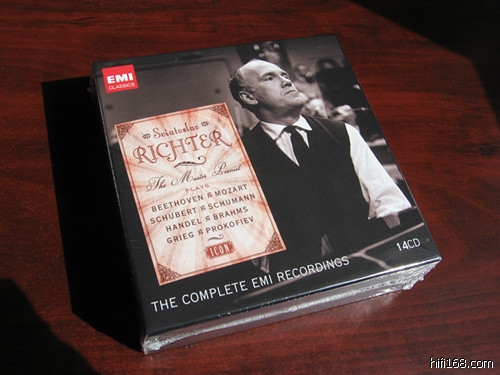 EMI
CLASSICS
Sviatoslav
RICHTER
The Master Pianist
PLAYS
BEETHOVEN & MOZART
SCHUBERT & SCHUMANN
HANDEL & BRAHMS
GRIEG & PROKOFIEV
ICON
THE COMPLETE EMI RECORDINGS
14CD
hifi168.com